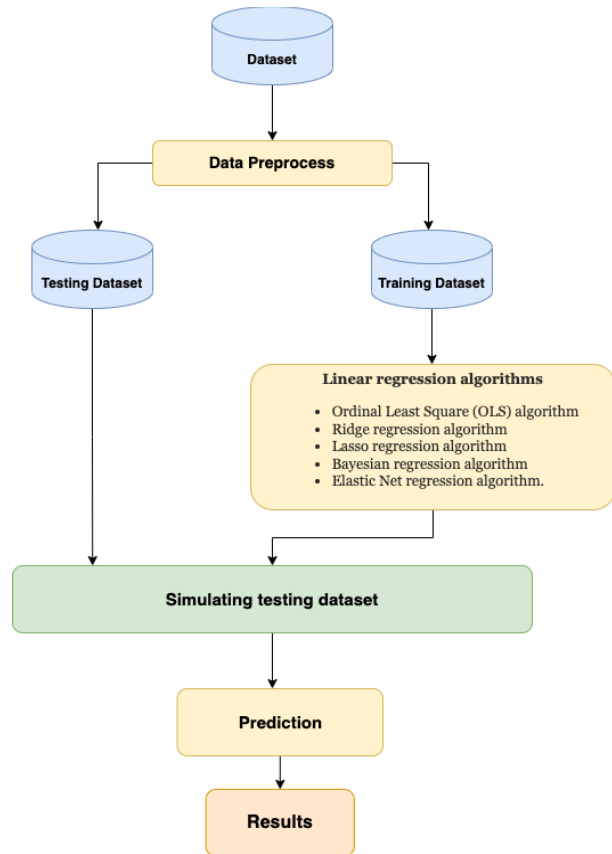 Dataset
Data Preprocess
Testing Dataset
Training Dataset
Linear regression algorithms
• Ordinal Least Square (OLS) algorithm
• Ridge regression algorithm
• Lasso regression algorithm
• Bayesian regression algorithm
• Elastic Net regression algorithm.
Simulating testing dataset
Prediction
Results